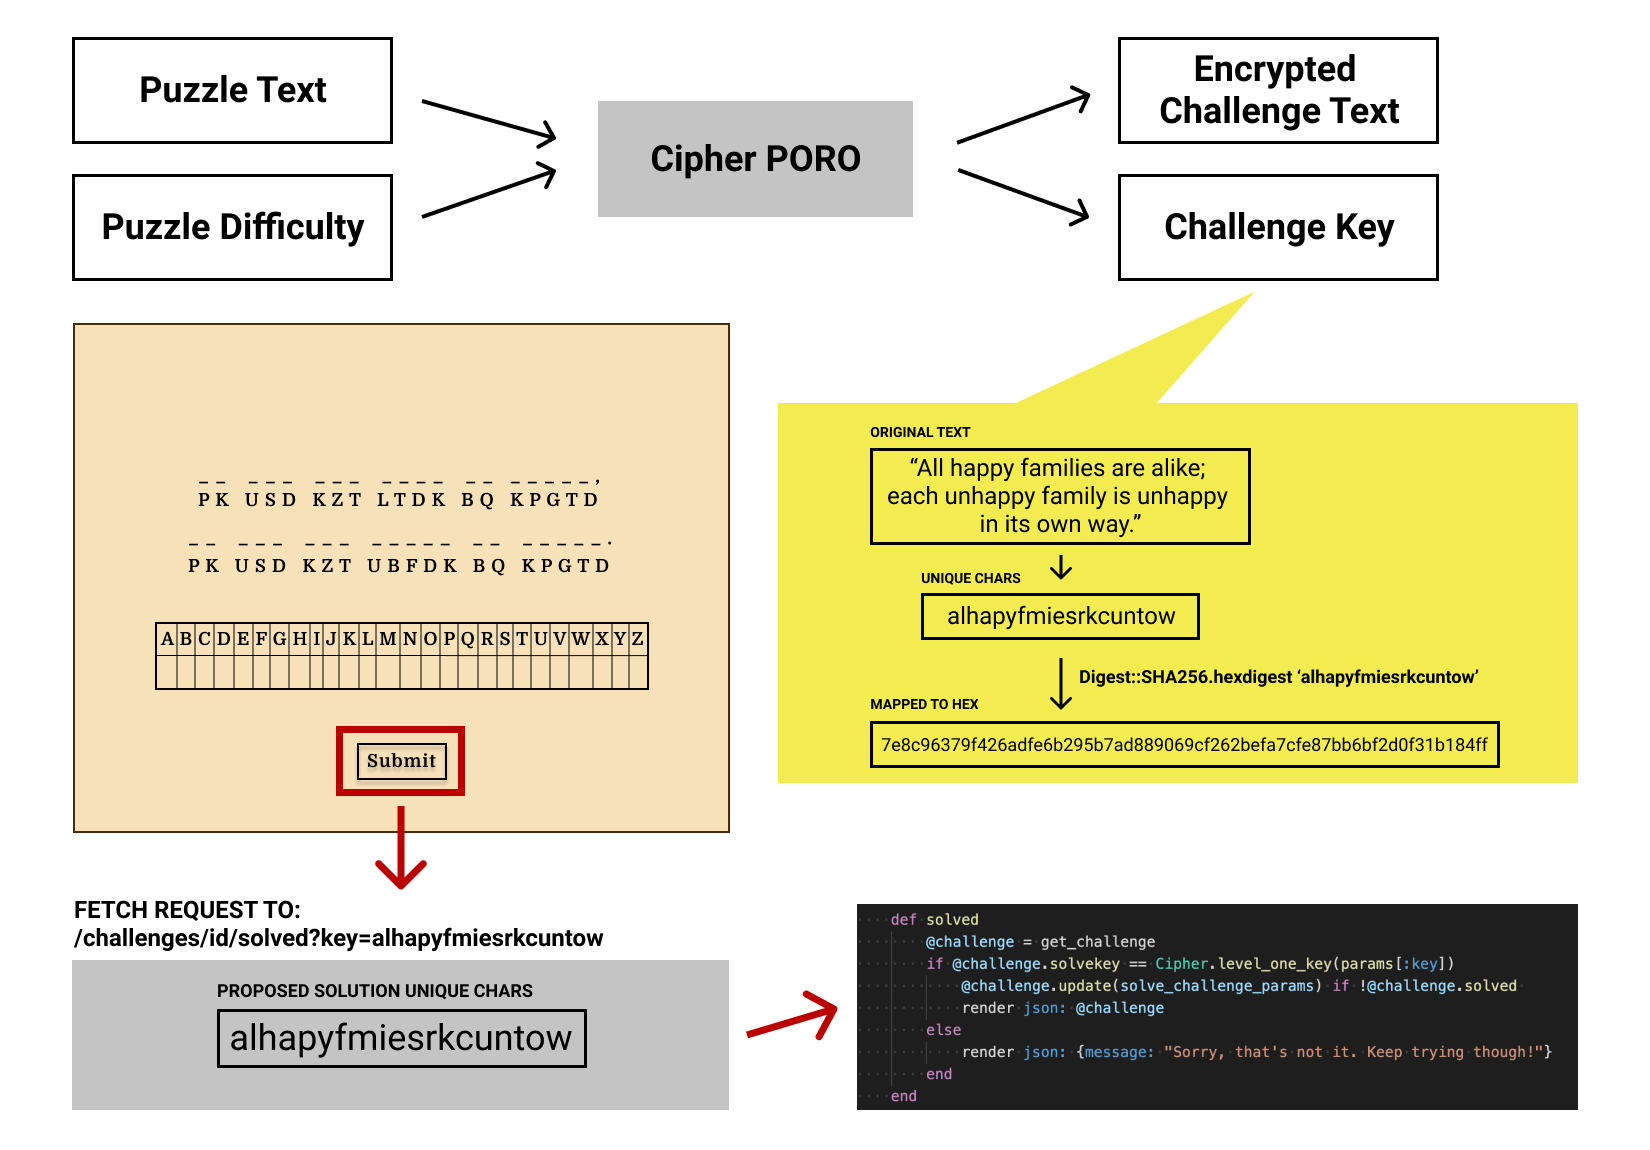 Puzzle Text
Puzzle Difficulty
Cipher PORO
Encrypted
Challenge Text
Challenge Key
_ _ _ _ _ _ _ _ _ _ _ _ _ _ _ _ _ _ _,
PK USD KZT LTDK BQ KPGTD
_ _ _ _ _ _ _ _ _ _ _ _ _ _ _ _ _ _ _ _.
PK USD KZT UBFDK BQ KPGTD
A B C D E F G H I J K L M N O P Q R S T U V W X Y Z
Submit
ORIGINAL TEXT
“All happy families are alike;
each unhappy family is unhappy
in its own way.”
UNIQUE CHARS
alhapyfmiesrkcuntow
Digest::SHA256.hexdigest ‘alhapyfmiesrkcuntow’
MAPPED TO HEX
7e8c96379f426adfe6b295b7ad889069cf262befa7cfe87bb6bf2d0f31b184ff
FETCH REQUEST TO:
/challenges/id/solved?key=alhapyfmiesrkcuntow
PROPOSED SOLUTION UNIQUE CHARS
alhapyfmiesrkcuntow
def solved
@challenge = get_challenge
if @challenge.solvekey == Cipher.level_one_key(params[:key])
@challenge.update(solve_challenge_params) if !@challenge.solved
render json: @challenge
else
render json: {message: "Sorry, that's not it. Keep trying though!"}
end
end